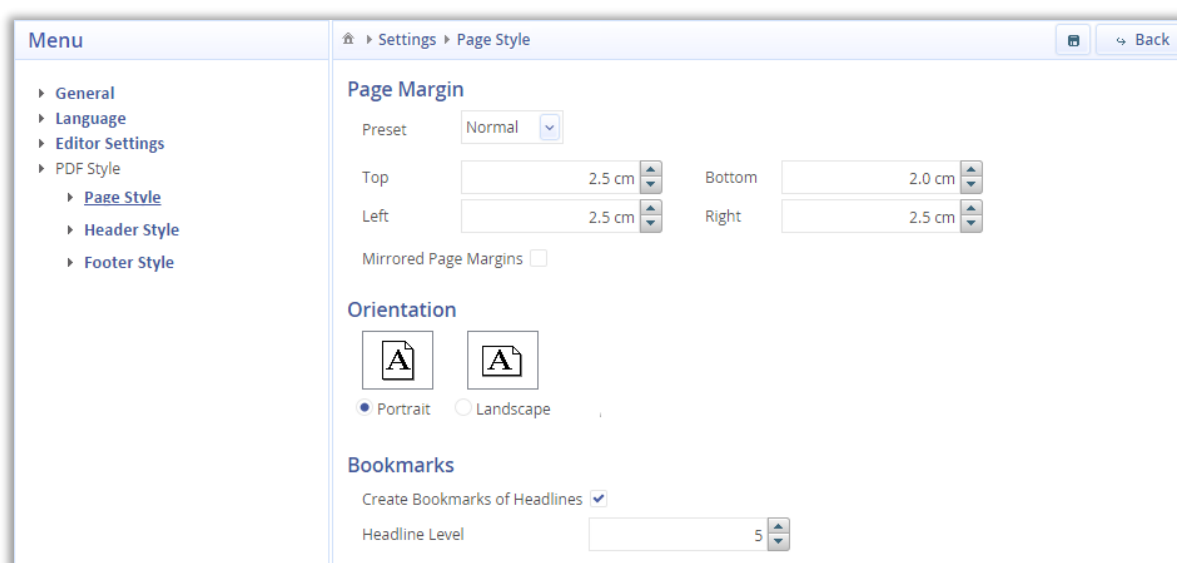 Menu
Settings Page Style
Back
General
Language
Editor Settings
PDF Style
Page Style
Header Style
Footer Style
Page Margin
Preset Normal
Top 2.5 cm Bottom 2.0 cm
Left 2.5 cm Right 2.5 cm
Mirrored Page Margins
Orientation
A A
Portrait Landscape
Bookmarks
Create Bookmarks of Headlines
Headline Level 5